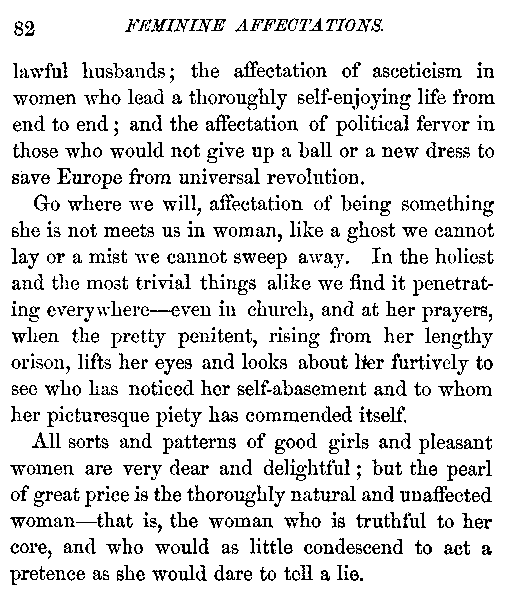 82 FEMININE AFFECTATIONS.
lawful husbands; the affectation of asceticism in
women who lead a thoroughly self-enjoying life from
end to end; and the affectation of political fervor in
those who would not give up a ball or a new dress to
save Europe from universal revolution.
Go where we will, affectation of being something
she is not meets us in woman, like a ghost we cannot
lay or a mist we cannot sweep away. In the holiest
and the most trivial things alike we find it penetrat-
ing everywhere—even in church, and at her prayers,
when the pretty penitent, rising from her lengthy
orison, lifts her eyes and looks about her furtively to
see who has noticed her self-abasement and to whom
her picturesque piety has commended itself.
All sorts and patterns of good girls and pleasant
women are very dear and delightful; but the pearl
of great price is the thoroughly natural and unaffected
woman—that is, the woman who is truthful to her
core, and who would as little condescend to act a
pretence as she would dare to tell a lie.